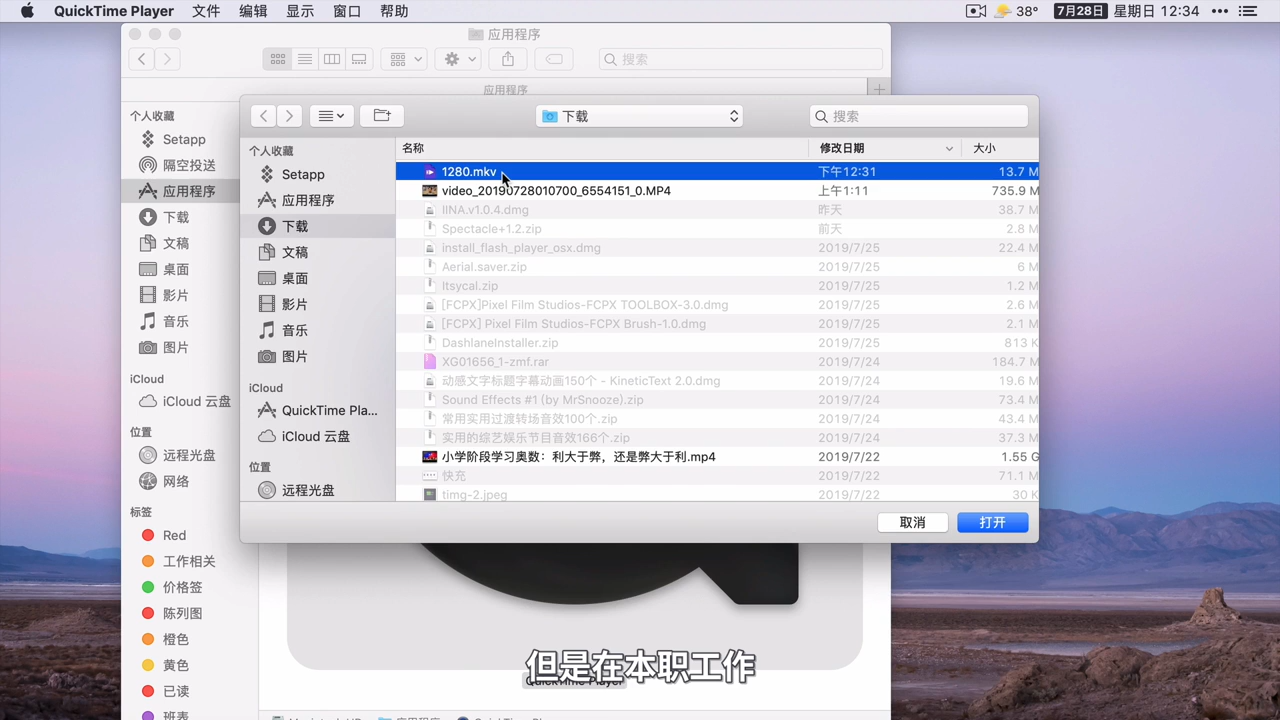 QuickTime Player 文件 编辑 显示 窗口 帮助 38° 7月28日 星期日 12:34
应用程序
搜索
应用程序
个人收藏
Setapp
隔空投送
应用程序
下载
文稿
桌面
影片
音乐
图片
iCloud
iCloud 云盘
位置
远程光盘
网络
标签
Red
工作相关
价格签
陈列图
橙色
黄色
已读
班表
下载
搜索
个人收藏
Setapp
应用程序
下载
文稿
桌面
影片
音乐
图片
iCloud
QuickTime Pla...
iCloud 云盘
位置
远程光盘
名称 修改日期 大小
1280.mkv 下午12:31 13.7 M
video_20190728010700_6554151_0.MP4 上午1:11 735.9 M
IINA.v1.0.4.dmg 昨天 38.7 M
Spectacle+1.2.zip 前天 2.8 M
install_flash_player_osx.dmg 2019/7/25 22.4 M
Aerial.saver.zip 2019/7/25 6 M
Itsycal.zip 2019/7/25 1.2 M
[FCPX]Pixel Film Studios-FCPX TOOLBOX-3.0.dmg 2019/7/25 2.6 M
[FCPX] Pixel Film Studios-FCPX Brush-1.0.dmg 2019/7/25 2.1 M
DashlaneInstaller.zip 2019/7/25 813 K
XG01656_1-zmf.rar 2019/7/24 184.7 M
动感文字标题字幕动画150个 - KineticText 2.0.dmg 2019/7/24 19.6 M
Sound Effects #1 (by MrSnooze).zip 2019/7/24 73.4 M
常用实用过渡转场音效100个.zip 2019/7/24 43.4 M
实用的综艺娱乐节目音效166个.zip 2019/7/24 37.3 M
小学阶段学习奥数：利大于弊，还是弊大于利.mp4 2019/7/22 1.55 G
快充 2019/7/22 71.1 M
timg-2.jpeg 2019/7/22 30 K
取消 打开
但是在本职工作
QuickTime Player